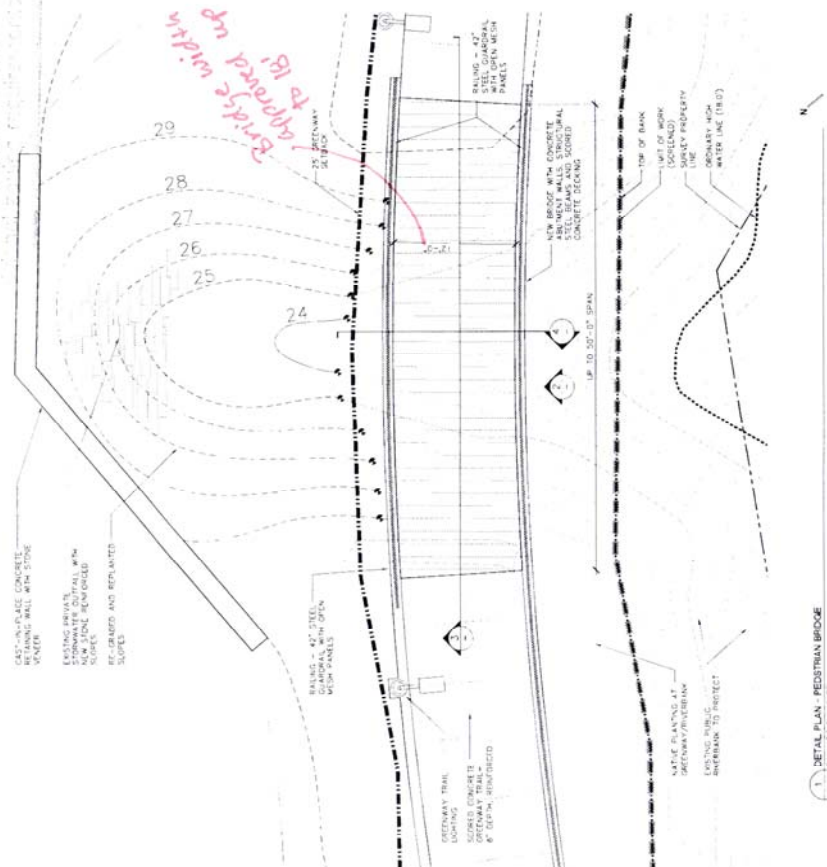 Bridge width
approved up
to 18'
29
28
27
26
25
24
CAST-IN-PLACE CONCRETE
RETAINING WALL WITH STONE
VENEER
EXISTING PRIVATE
STORMWATER OUTFALL WITH
NEW STONE REINFORCED
SLOPES
RE-GRADED AND REPLANTED
SLOPES
25' GREENWAY
SETBACK
RAILING - 42"
STEEL GUARDRAIL
WITH OPEN MESH
PANELS
12'-0"
RAILING - 42" STEEL
GUARDRAIL WITH OPEN
MESH PANELS
NEW BRIDGE WITH CONCRETE
ABUTMENT WALLS, STRUCTURAL
STEEL BEAMS AND SCORED
CONCRETE DECKING
3
4
2
UP TO 50'-0" SPAN
GREENWAY TRAIL
LIGHTING
SCORED CONCRETE
GREENWAY TRAIL-
6" DEPTH, REINFORCED
TOP OF BANK
LIMIT OF WORK
(SCREENED)
SURVEY PROPERTY
LINE
ORDINARY HIGH
WATER LINE (18.0')
NATIVE PLANTING AT
GREENWAY/RIVERBANK
EXISTING PUBLIC
RIVERBANK TO PROTECT
N
1 DETAIL PLAN - PEDSTRIAN BRIDGE